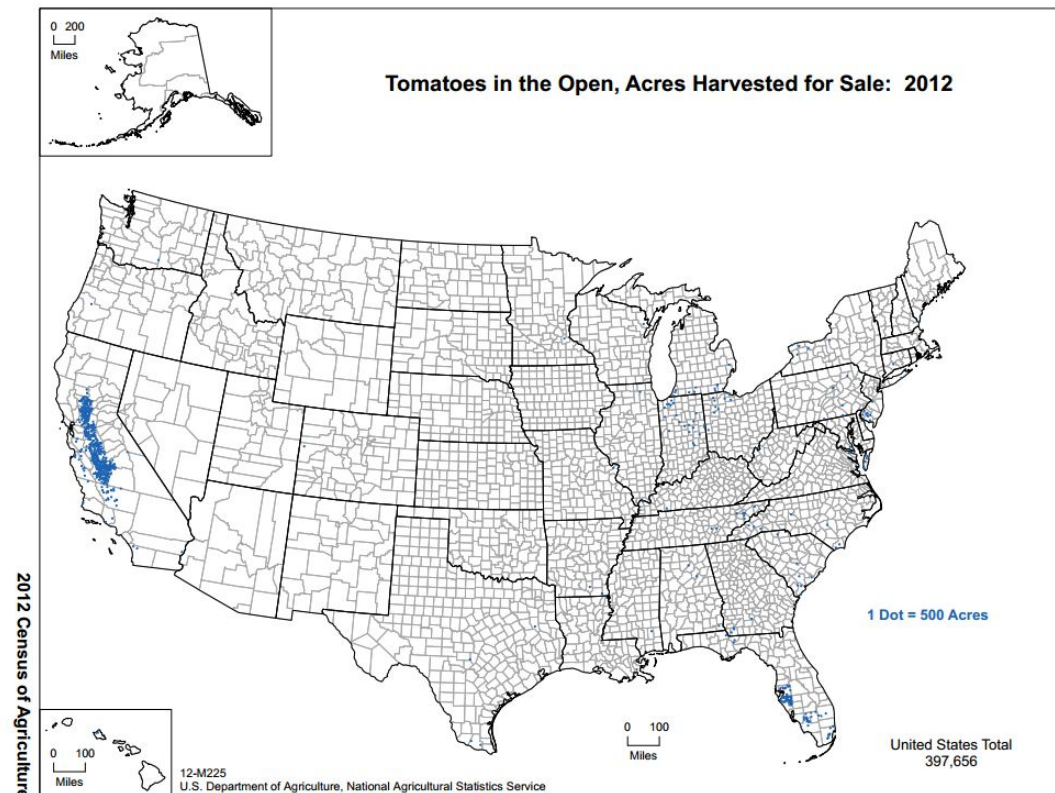 0 200
Miles
Tomatoes in the Open, Acres Harvested for Sale: 2012
1 Dot = 500 Acres
2012 Census of Agriculture
0 100
Miles
0 100
Miles
United States Total
397,656
12-M225
U.S. Department of Agriculture, National Agricultural Statistics Service